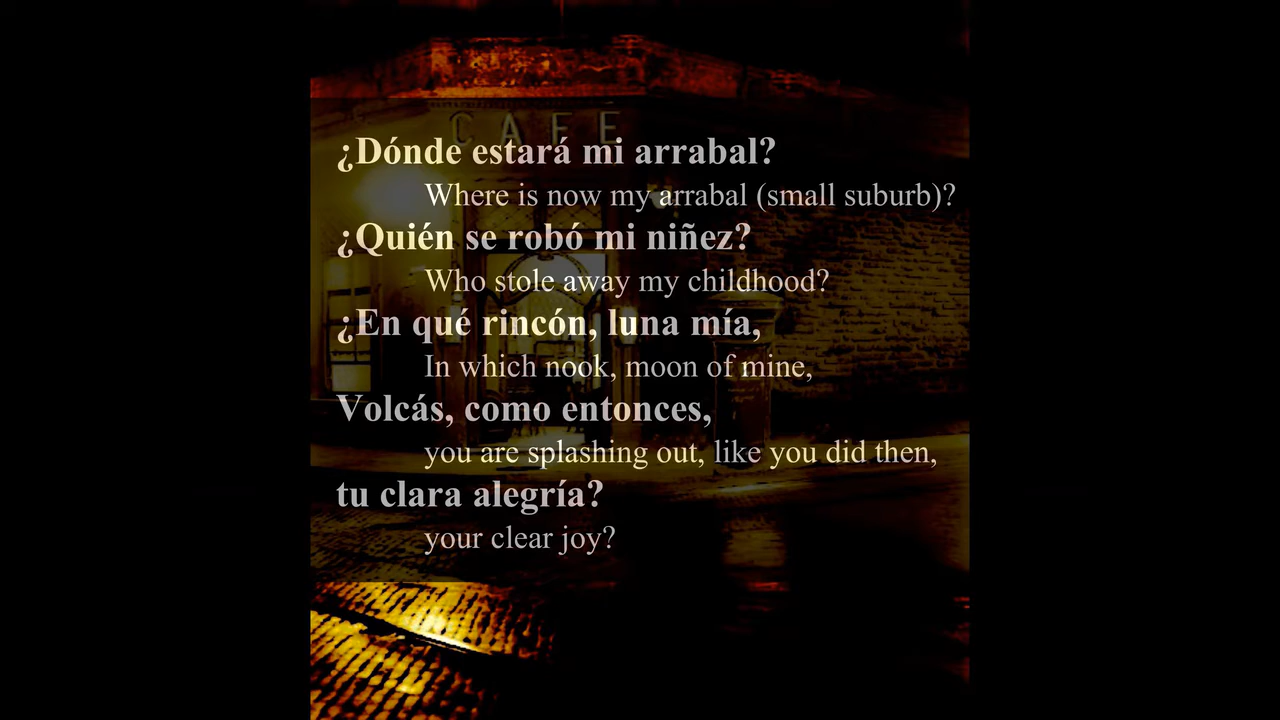 CAFE
¿Dónde estará mi arrabal?
Where is now my arrabal (small suburb)?
¿Quién se robó mi niñez?
Who stole away my childhood?
¿En qué rincón, luna mía,
In which nook, moon of mine,
Volcás, como entonces,
you are splashing out, like you did then,
tu clara alegría?
your clear joy?